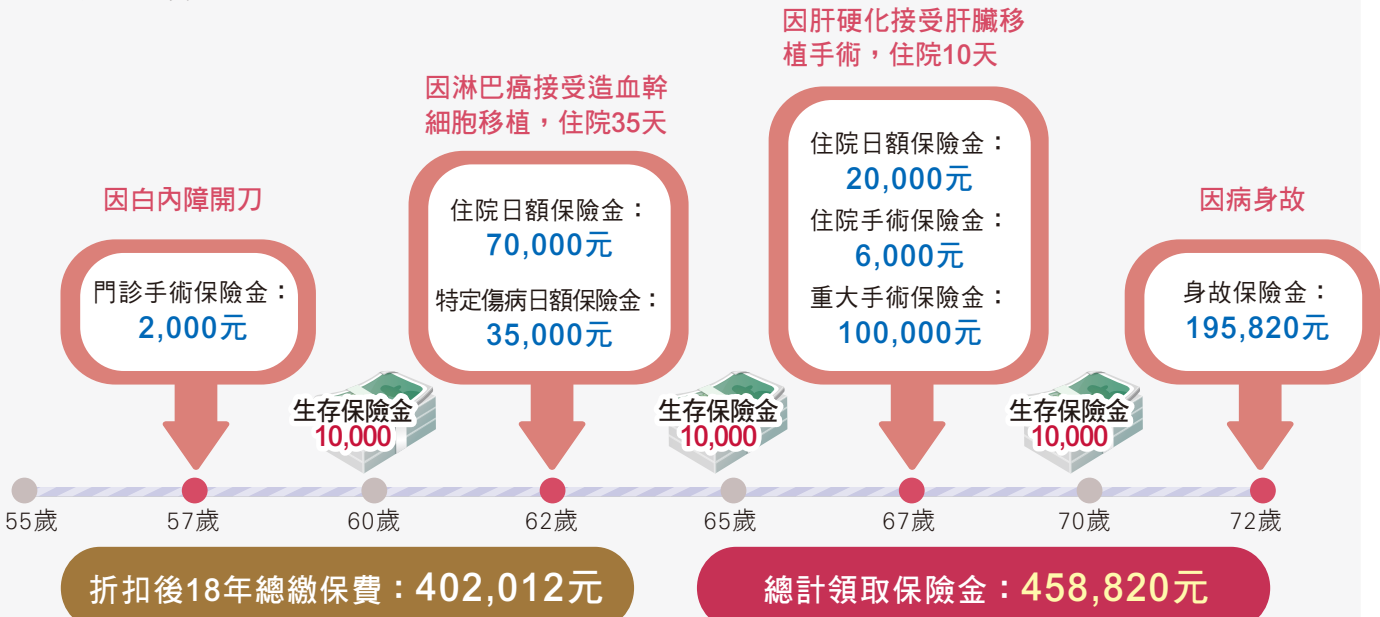 因白內障開刀
門診手術保險金：
2,000元
因淋巴癌接受造血幹
細胞移植，住院35天
住院日額保險金：
70,000元
特定傷病日額保險金：
35,000元
因肝硬化接受肝臟移
植手術，住院10天
住院日額保險金：
20,000元
住院手術保險金：
6,000元
重大手術保險金：
100,000元
因病身故
身故保險金：
195,820元
生存保險金
10,000
生存保險金
10,000
生存保險金
10,000
55歲
57歲
60歲
62歲
65歲
67歲
70歲
72歲
折扣後18年總繳保費：402,012元
總計領取保險金：458,820元